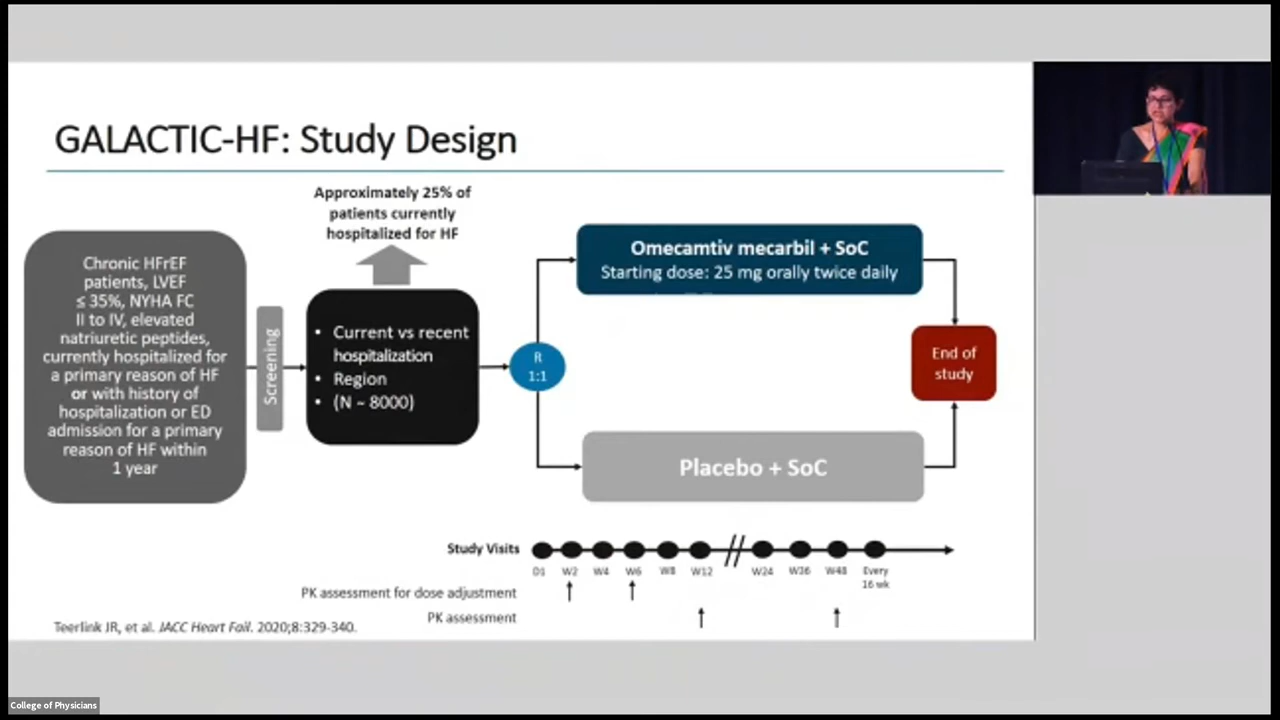 GALACTIC-HF: Study Design
Approximately 25% of
patients currently
hospitalized for HF
Chronic HFrEF
patients, LVEF
≤ 35%, NYHA FC
II to IV, elevated
natriuretic peptides,
currently hospitalized for
a primary reason of HF
or with history of
hospitalization or ED
admission for a primary
reason of HF within
1 year
Screening
• Current vs recent
hospitalization
• Region
• (N ~ 8000)
R
1:1
Omecamtiv mecarbil + SoC
Starting dose: 25 mg orally twice daily
Placebo + SoC
End of
study
Study Visits
D1 W2 W4 W6 W8 W12 W24 W36 W48 Every
16 wk
PK assessment for dose adjustment
PK assessment
Teerlink JR, et al. JACC Heart Fail. 2020;8:329-340.
College of Physicians